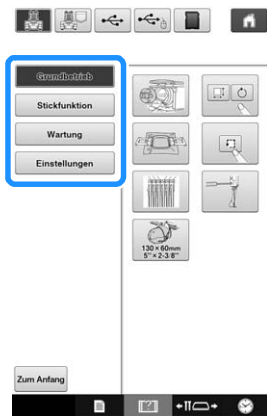 Grundbetrieb
Stickfunktion
Wartung
Einstellungen
130 × 60mm
5"× 2-3/8"
Zum Anfang